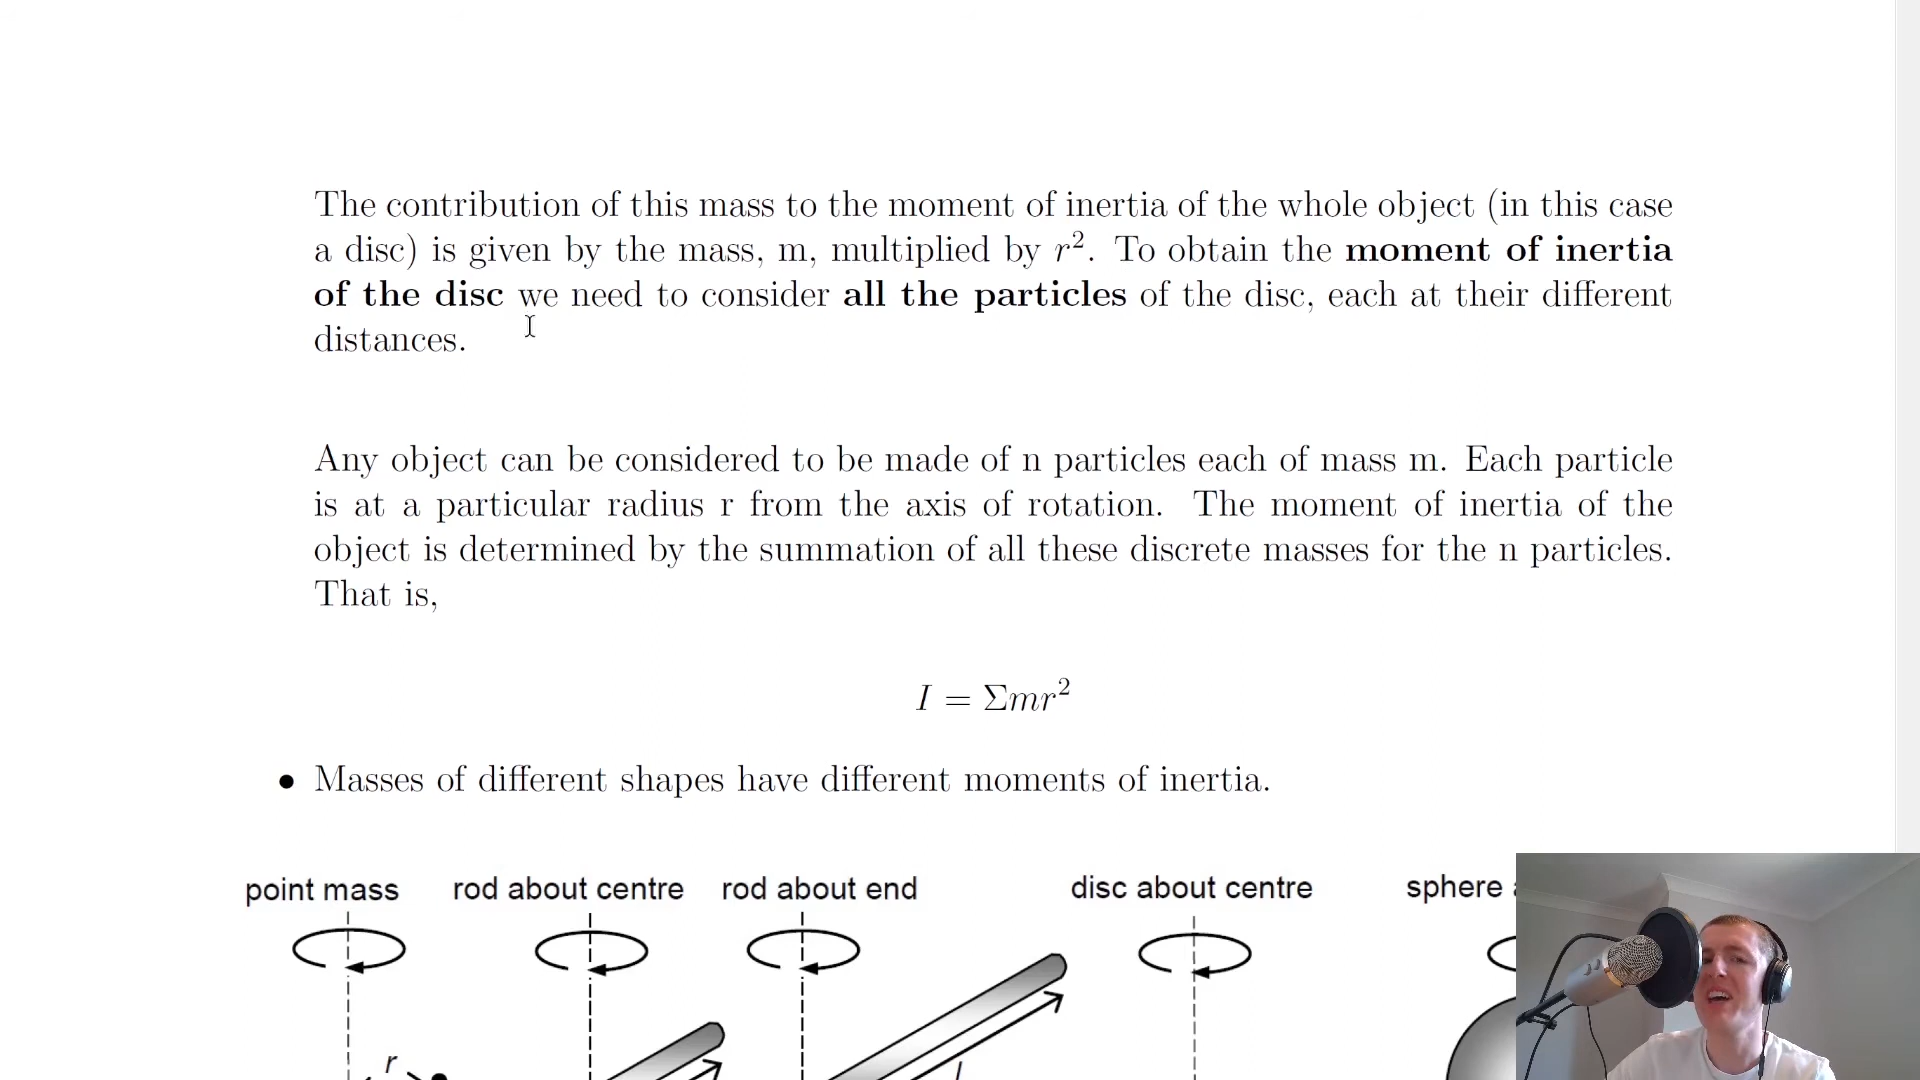 The contribution of this mass to the moment of inertia of the whole object (in this case
a disc) is given by the mass, m, multiplied by r². To obtain the moment of inertia
of the disc we need to consider all the particles of the disc, each at their different
distances.
Any object can be considered to be made of n particles each of mass m. Each particle
is at a particular radius r from the axis of rotation. The moment of inertia of the
object is determined by the summation of all these discrete masses for the n particles.
That is,
I = Σmr²
• Masses of different shapes have different moments of inertia.
point mass rod about centre rod about end disc about centre sphere
r